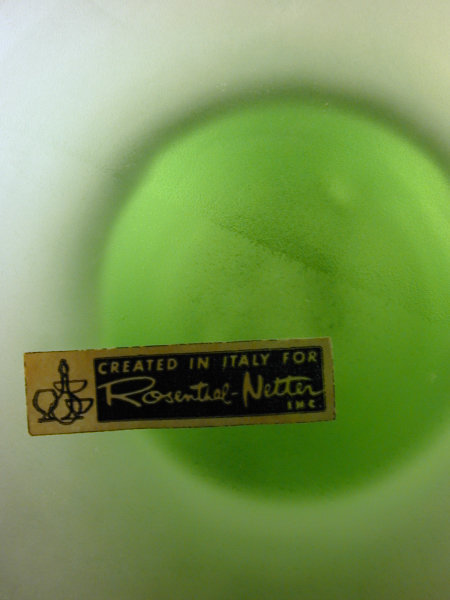 CREATED IN ITALY FOR
Rosenthal-Netter
INC.